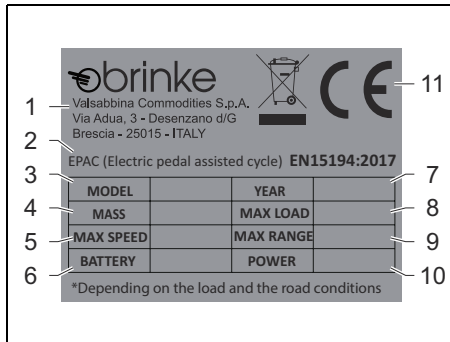 brinke
1
Valsabbina Commodities S.p.A.
Via Adua, 3 - Desenzano d/G
Brescia - 25015 - ITALY
CE
11
2
EPAC (Electric pedal assisted cycle) EN15194:2017
3 MODEL YEAR 7
4 MASS MAX LOAD 8
5 MAX SPEED MAX RANGE 9
6 BATTERY POWER 10
*Depending on the load and the road conditions